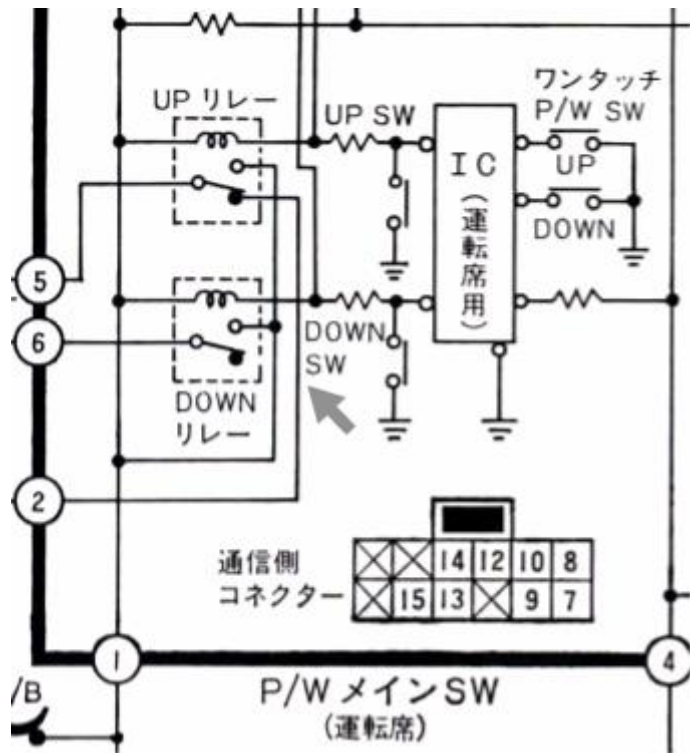 UP リレー
UP SW
ワンタッチ
P/W SW
IC
(運転席用)
UP
DOWN
5
6
DOWN
SW
DOWN
リレー
2
通信側
コネクター
14 12 10 8
15 13 9 7
1
4
/B
P/W メインSW
(運転席)